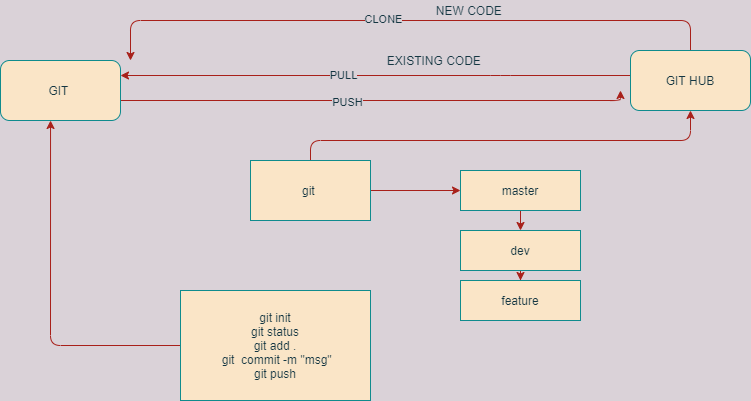 NEW CODE
CLONE
EXISTING CODE
PULL
GIT
GIT HUB
PUSH
git
master
dev
feature
git init
git status
git add .
git  commit -m "msg"
git push